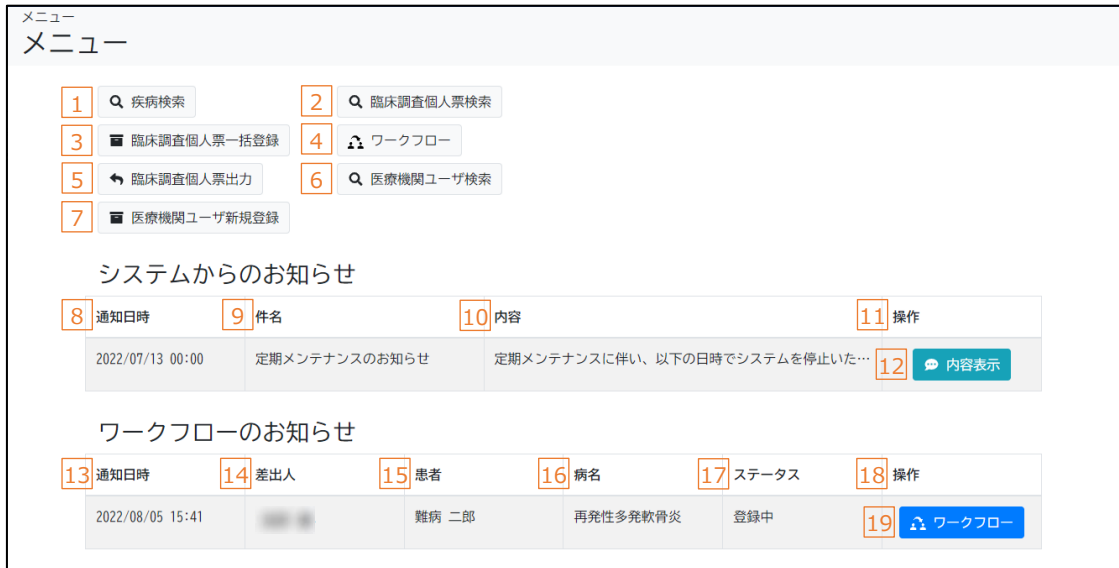 メニュー
メニュー
1 疾病検索 2 臨床調査個人票検索
3 臨床調査個人票一括登録 4 ワークフロー
5 臨床調査個人票出力 6 医療機関ユーザ検索
7 医療機関ユーザ新規登録
システムからのお知らせ
8 通知日時 9 件名 10 内容 11 操作
2022/07/13 00:00 定期メンテナンスのお知らせ 定期メンテナンスに伴い、以下の日時でシステムを停止いた… 12 内容表示
ワークフローのお知らせ
13 通知日時 14 差出人 15 患者 16 病名 17 ステータス 18 操作
2022/08/05 15:41 難病 二郎 再発性多発軟骨炎 登録中 19 ワークフロー